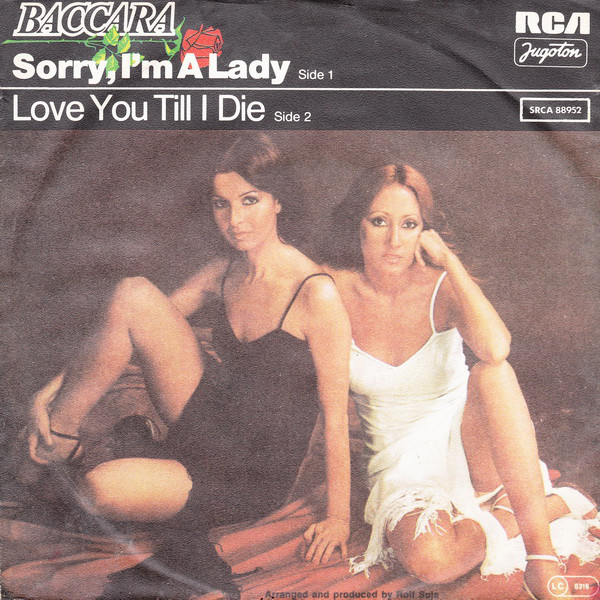 BACCARA
RCA
Jugoton
Sorry, I'm A Lady Side 1
Love You Till I Die Side 2
SRCA 88952
Arranged and produced by Rolf Soja
LC